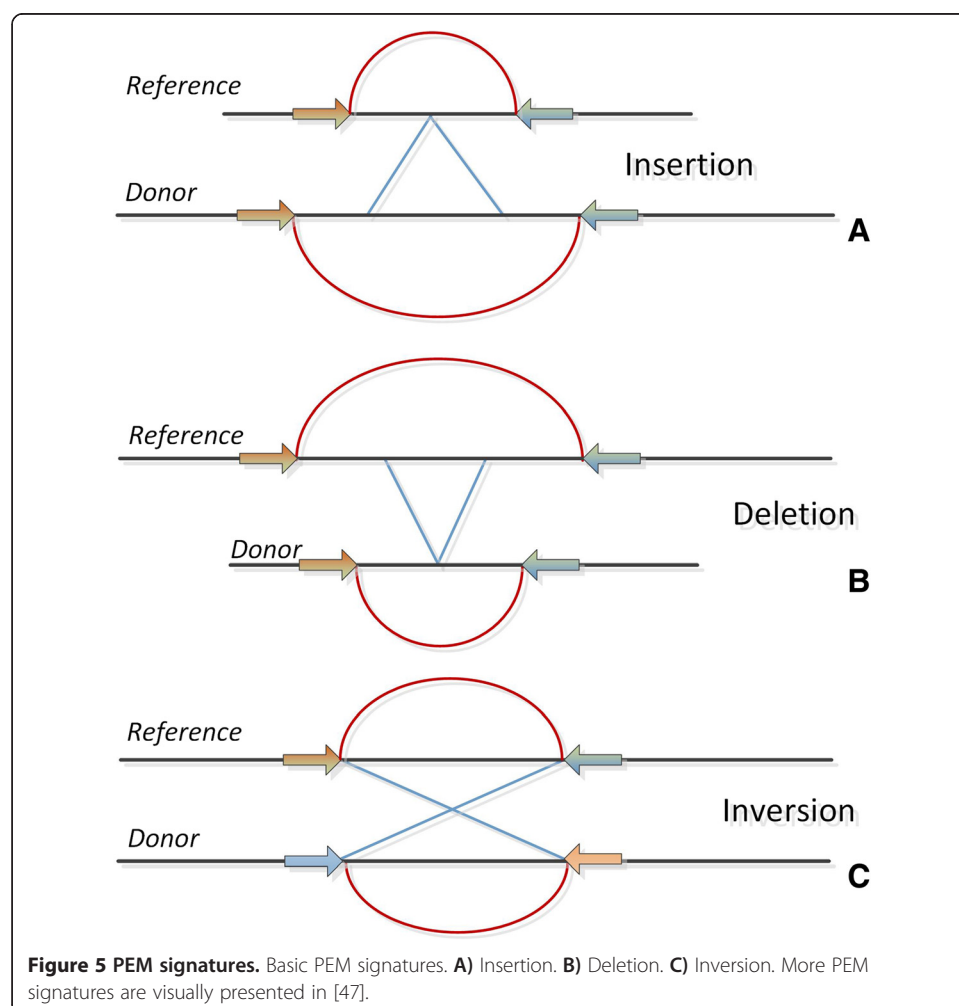 Reference
Insertion
Donor
A
Reference
Deletion
Donor
B
Reference
Inversion
Donor
C
Figure 5 PEM signatures. Basic PEM signatures. A) Insertion. B) Deletion. C) Inversion. More PEM
signatures are visually presented in [47].